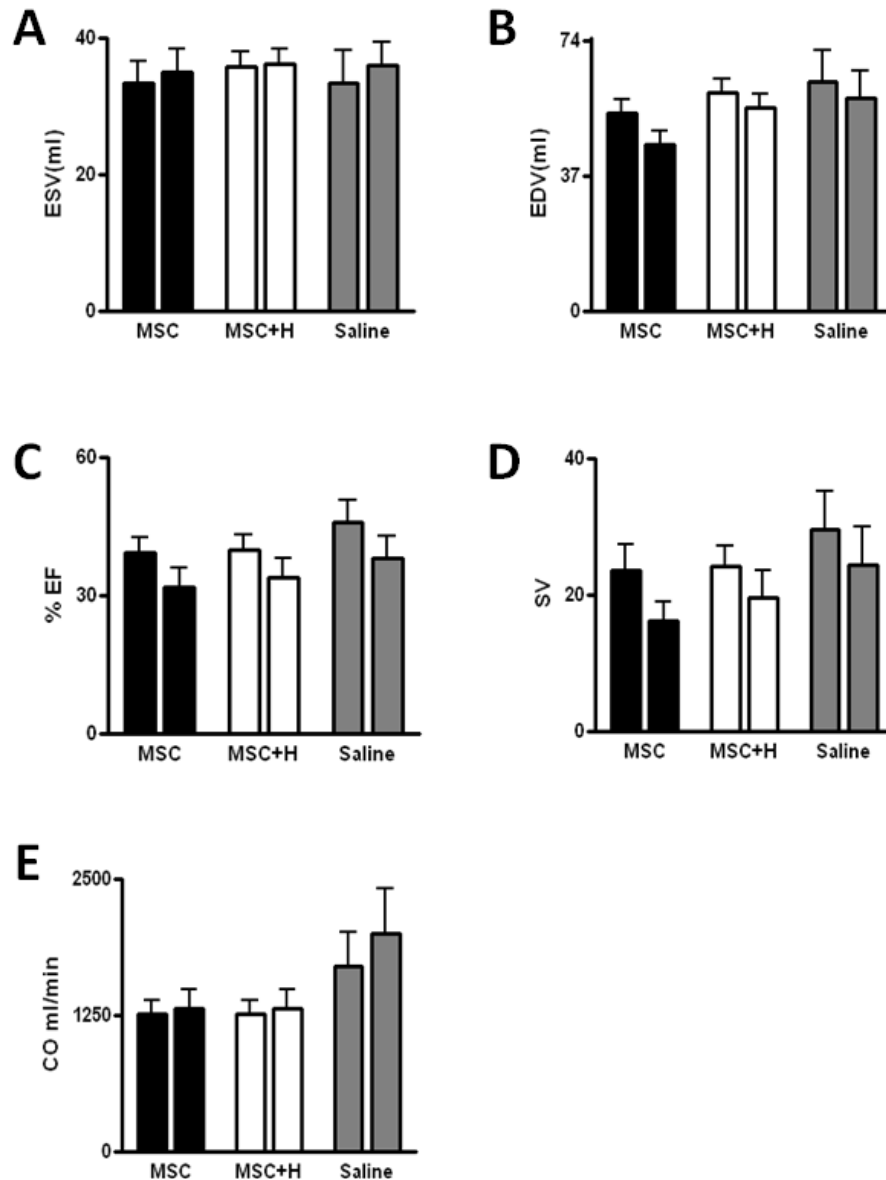 A
ESV(ml)
40
20
0
MSC MSC+H Saline
B
EDV(ml)
74
37
0
MSC MSC+H Saline
C
% EF
60
30
0
MSC MSC+H Saline
D
SV
40
20
0
MSC MSC+H Saline
E
CO ml/min
2500
1250
0
MSC MSC+H Saline